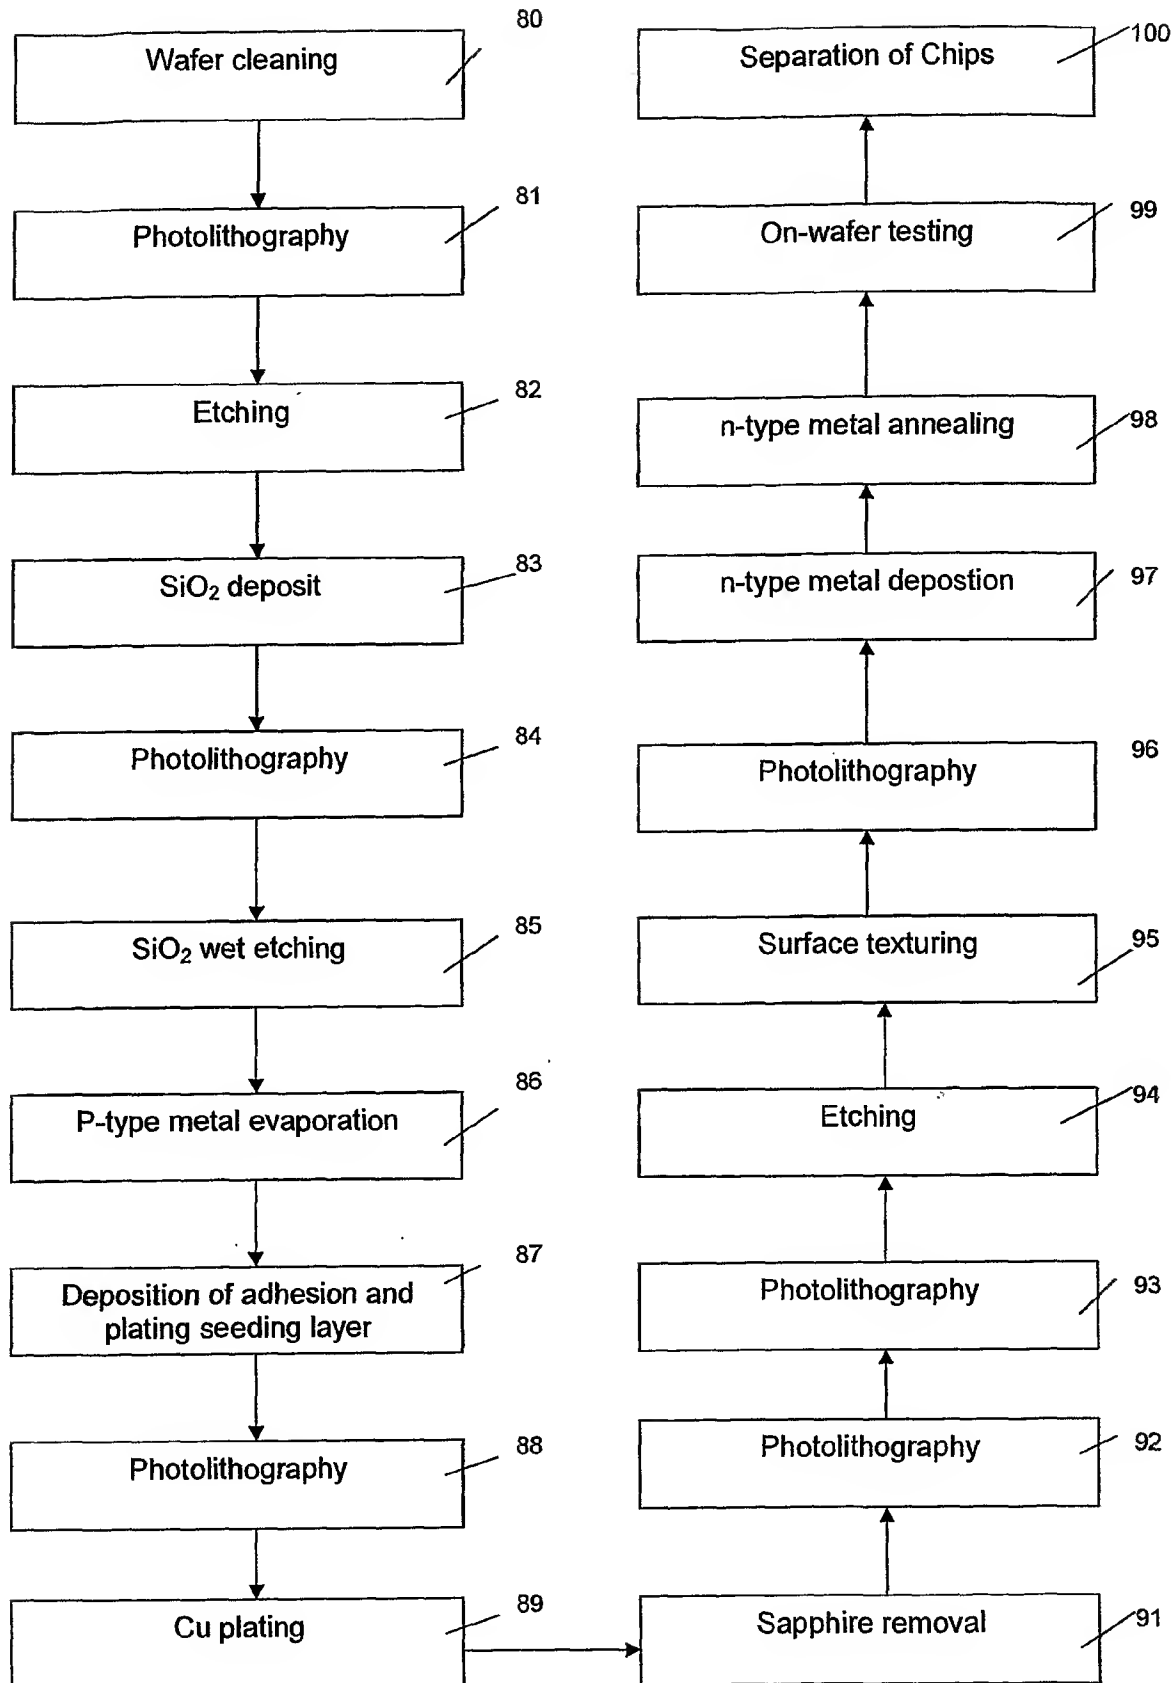 80
Wafer cleaning
81
Photolithography
82
Etching
83
SiO₂ deposit
84
Photolithography
85
SiO₂ wet etching
86
P-type metal evaporation
87
Deposition of adhesion and
plating seeding layer
88
Photolithography
89
Cu plating
91
Sapphire removal
92
Photolithography
93
Photolithography
94
Etching
95
Surface texturing
96
Photolithography
97
n-type metal depostion
98
n-type metal annealing
99
On-wafer testing
100
Separation of Chips